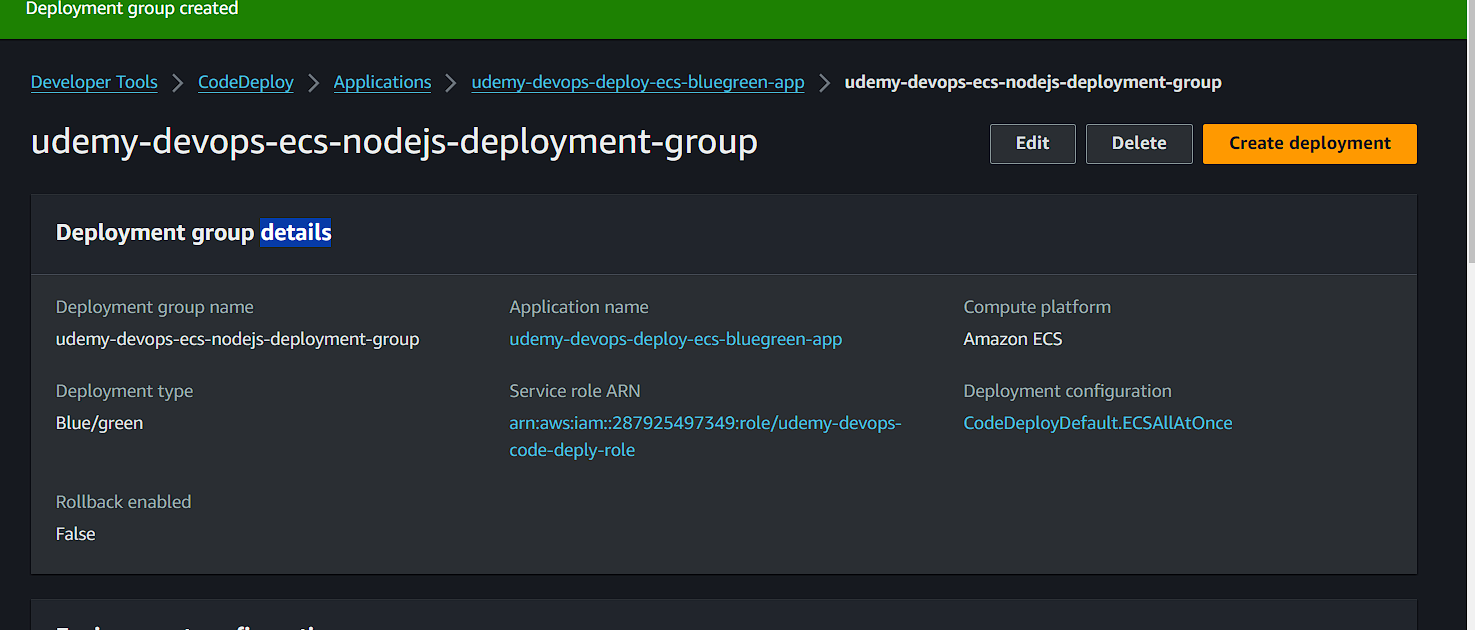 Deployment group created
Developer Tools > CodeDeploy > Applications > udemy-devops-deploy-ecs-bluegreen-app > udemy-devops-ecs-nodejs-deployment-group
udemy-devops-ecs-nodejs-deployment-group
Edit
Delete
Create deployment
Deployment group details
Deployment group name
udemy-devops-ecs-nodejs-deployment-group
Application name
udemy-devops-deploy-ecs-bluegreen-app
Compute platform
Amazon ECS
Deployment type
Blue/green
Service role ARN
arn:aws:iam::287925497349:role/udemy-devops-
code-deply-role
Deployment configuration
CodeDeployDefault.ECSAllAtOnce
Rollback enabled
False